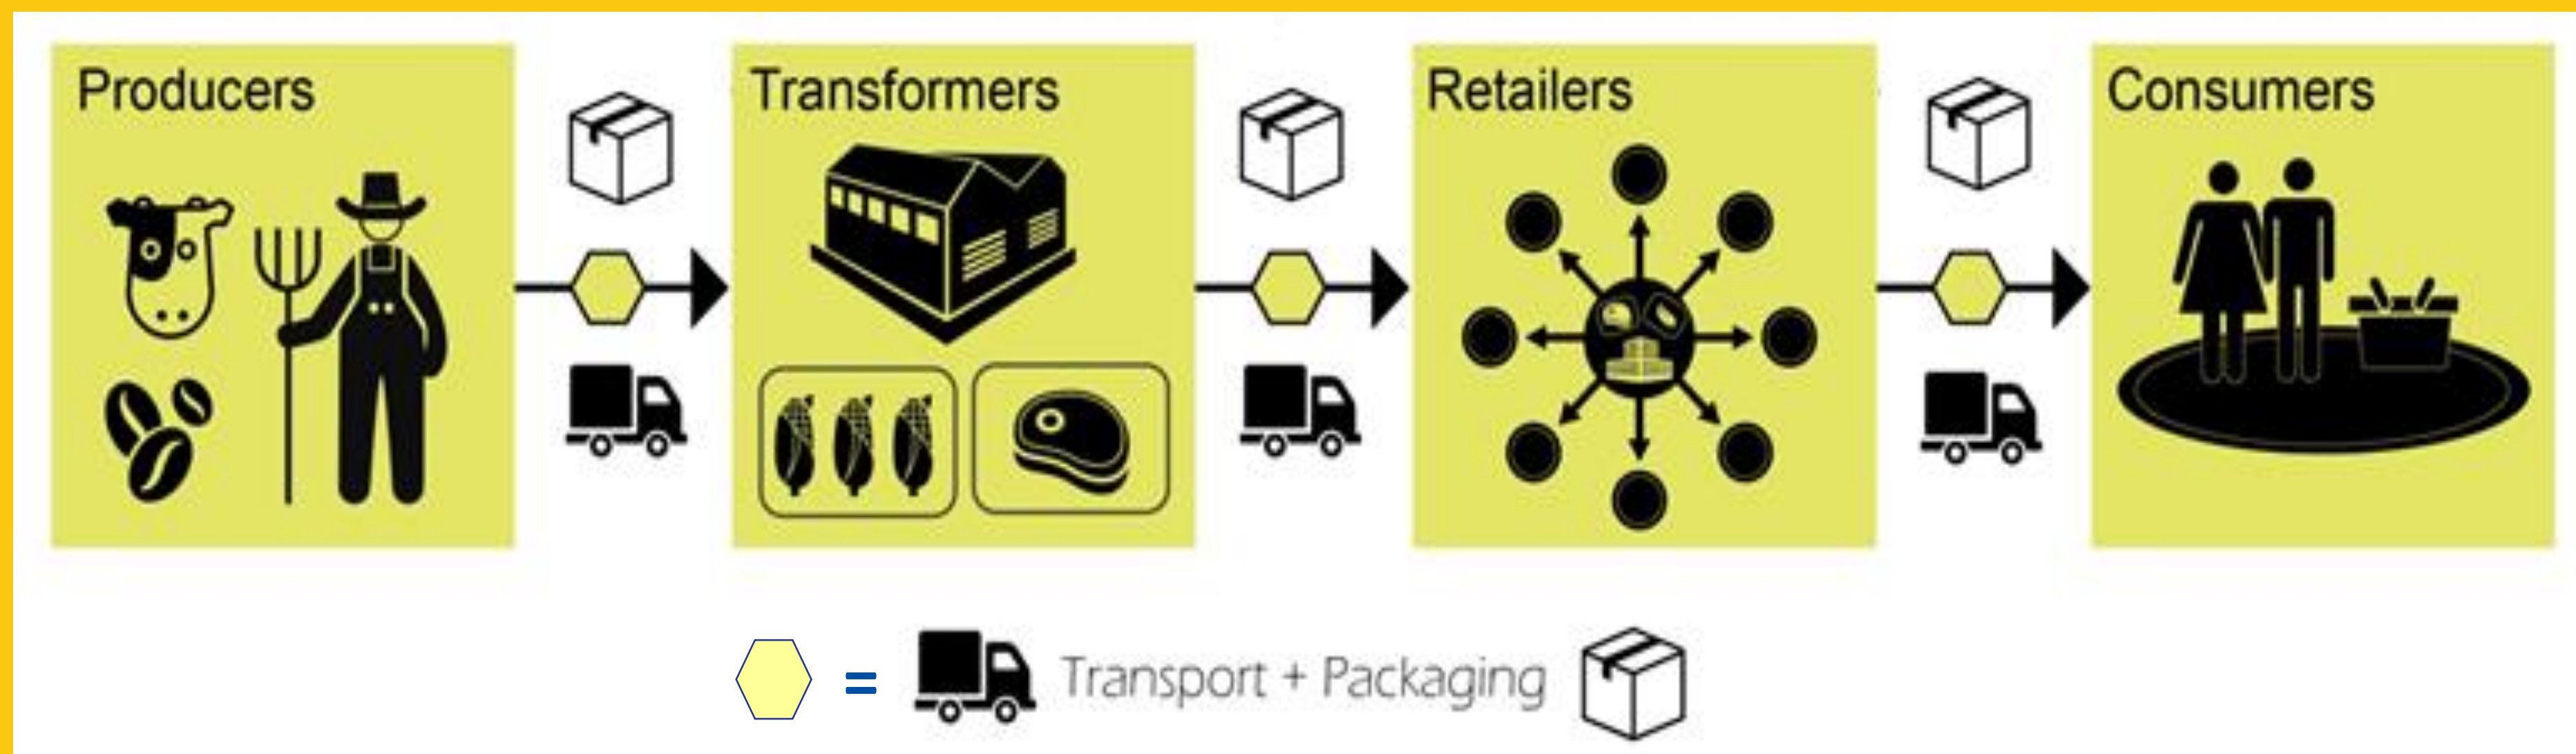 Producers
Transformers
Retailers
Consumers
= Transport + Packaging